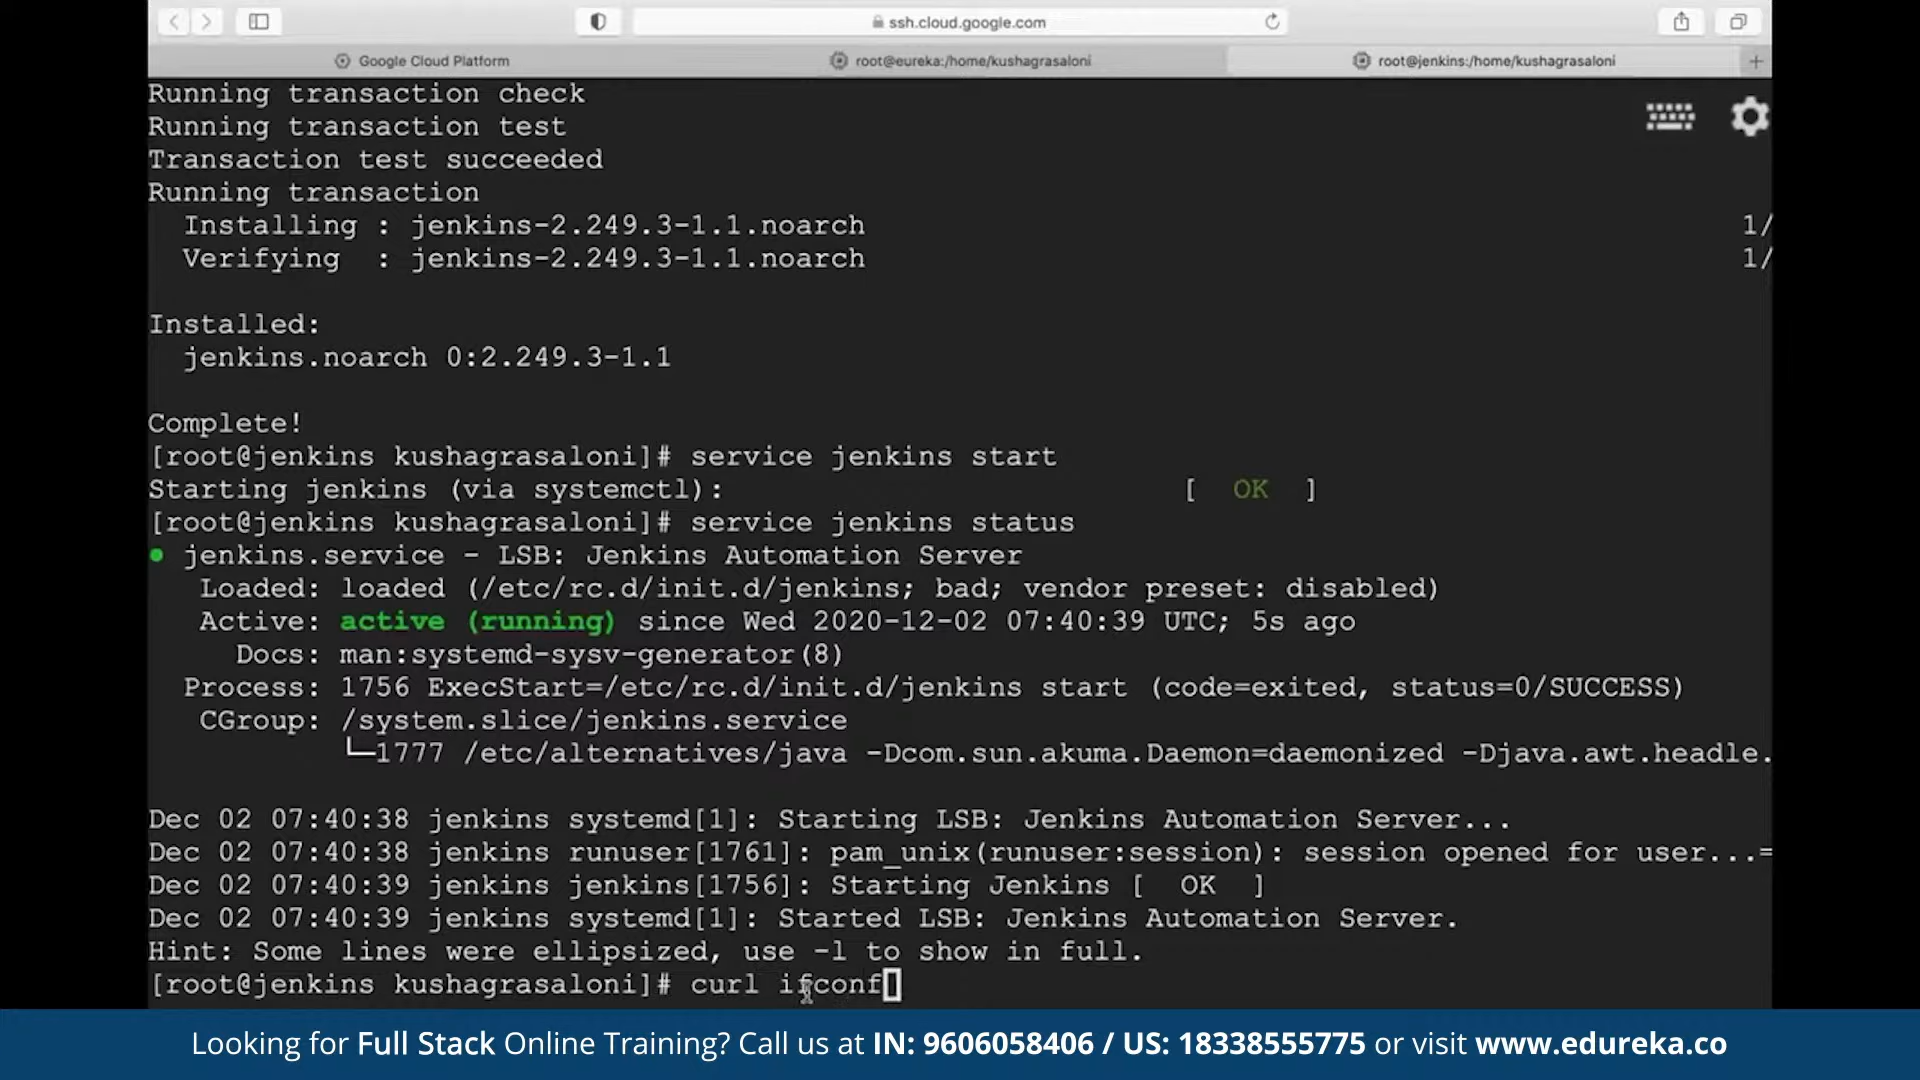 ssh.cloud.google.com
Google Cloud Platform
root@eureka:/home/kushagrasaloni
root@jenkins:/home/kushagrasaloni
Running transaction check
Running transaction test
Transaction test succeeded
Running transaction
Installing : jenkins-2.249.3-1.1.noarch 1/
Verifying : jenkins-2.249.3-1.1.noarch 1/
Installed:
jenkins.noarch 0:2.249.3-1.1
Complete!
[root@jenkins kushagrasaloni]# service jenkins start
Starting jenkins (via systemctl): [ OK ]
[root@jenkins kushagrasaloni]# service jenkins status
● jenkins.service - LSB: Jenkins Automation Server
Loaded: loaded (/etc/rc.d/init.d/jenkins; bad; vendor preset: disabled)
Active: active (running) since Wed 2020-12-02 07:40:39 UTC; 5s ago
Docs: man:systemd-sysv-generator(8)
Process: 1756 ExecStart=/etc/rc.d/init.d/jenkins start (code=exited, status=0/SUCCESS)
CGroup: /system.slice/jenkins.service
└─1777 /etc/alternatives/java -Dcom.sun.akuma.Daemon=daemonized -Djava.awt.headle.
Dec 02 07:40:38 jenkins systemd[1]: Starting LSB: Jenkins Automation Server...
Dec 02 07:40:38 jenkins runuser[1761]: pam_unix(runuser:session): session opened for user...=
Dec 02 07:40:39 jenkins jenkins[1756]: Starting Jenkins [ OK ]
Dec 02 07:40:39 jenkins systemd[1]: Started LSB: Jenkins Automation Server.
Hint: Some lines were ellipsized, use -l to show in full.
[root@jenkins kushagrasaloni]# curl ifconf
Looking for Full Stack Online Training? Call us at IN: 9606058406 / US: 18338555775 or visit www.edureka.co